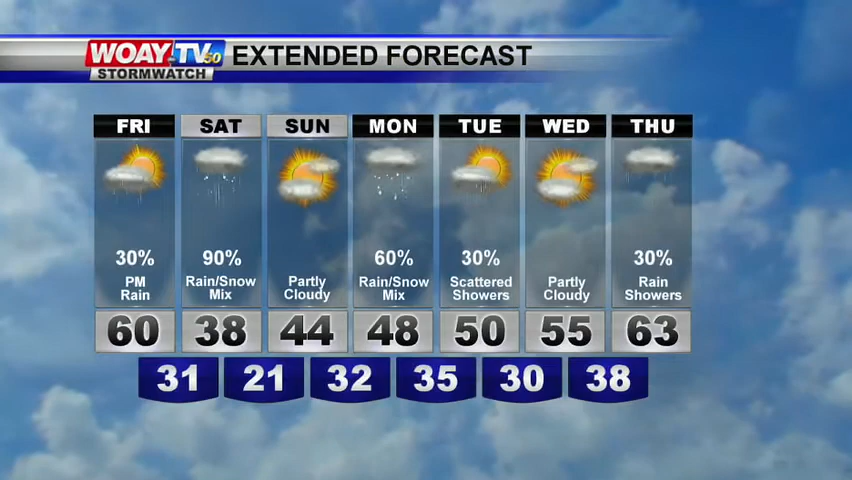 WOAY-TV 50
STORMWATCH
EXTENDED FORECAST
FRI SAT SUN MON TUE WED THU
30% 90% 60% 30% 30%
PM Rain/Snow Partly Rain/Snow Scattered Partly Rain
Rain Mix Cloudy Mix Showers Cloudy Showers
60 38 44 48 50 55 63
31 21 32 35 30 38